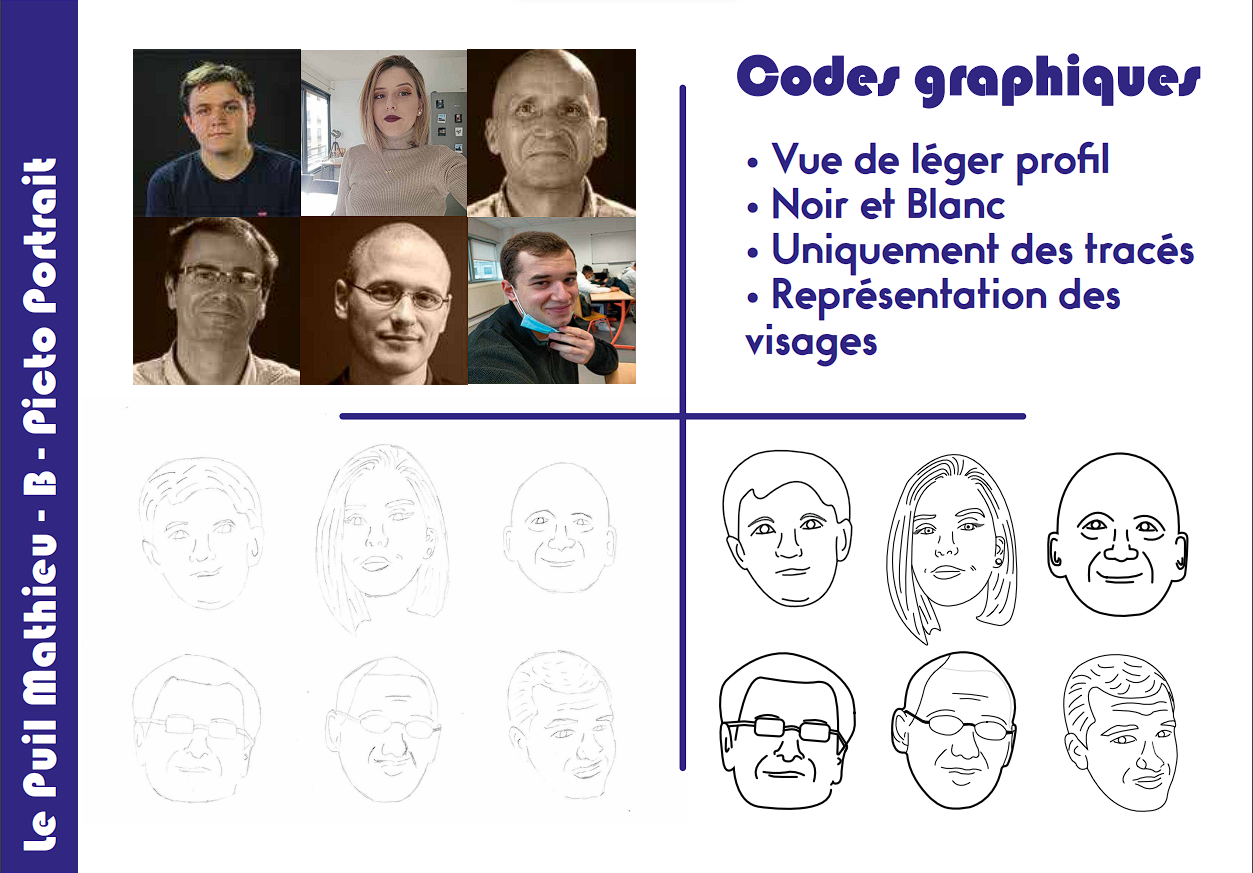 Le Puil Mathieu - B - Picto Portrait
Codes graphiques
• Vue de léger profil
• Noir et Blanc
• Uniquement des tracés
• Représentation des
visages